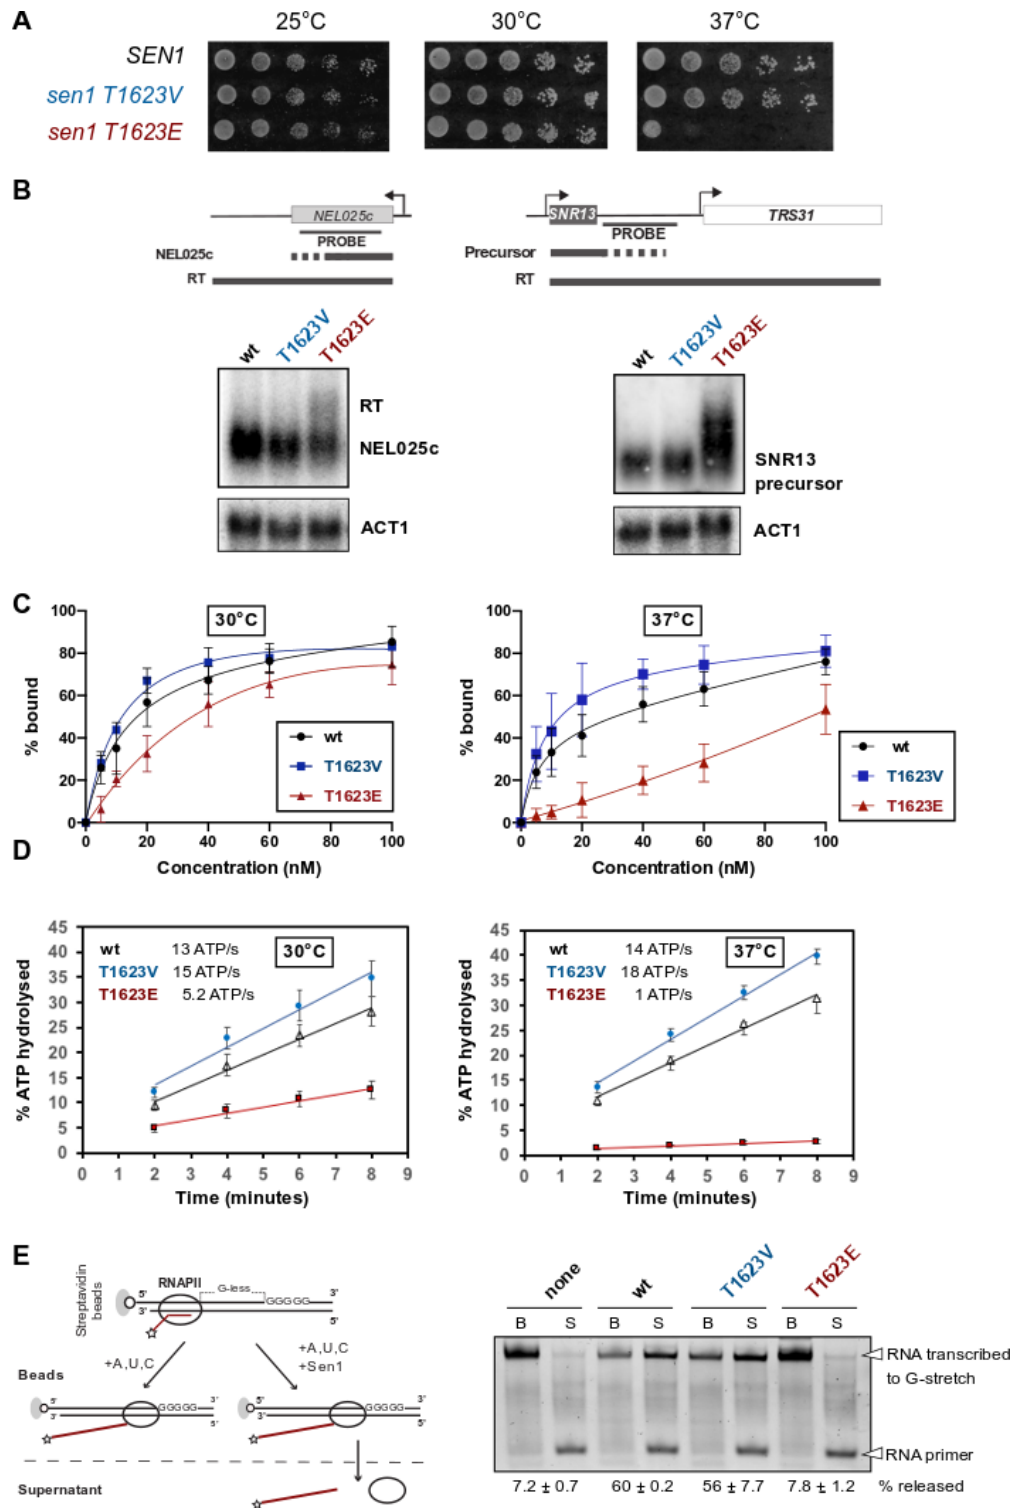 A
25°C 30°C 37°C
SEN1
sen1 T1623V
sen1 T1623E
B
NEL025c
PROBE
NEL025c
RT
SNR13
TRS31
PROBE
Precursor
RT
wt T1623V T1623E
RT
NEL025c
ACT1
wt T1623V T1623E
SNR13
precursor
ACT1
C
30°C
% bound
100
80
60
40
20
0
0 20 40 60 80 100
Concentration (nM)
wt
T1623V
T1623E
37°C
% bound
100
80
60
40
20
0
0 20 40 60 80 100
Concentration (nM)
wt
T1623V
T1623E
D
30°C
wt 13 ATP/s
T1623V 15 ATP/s
T1623E 5.2 ATP/s
% ATP hydrolysed
45
40
35
30
25
20
15
10
5
0
0 1 2 3 4 5 6 7 8 9
Time (minutes)
37°C
wt 14 ATP/s
T1623V 18 ATP/s
T1623E 1 ATP/s
% ATP hydrolysed
45
40
35
30
25
20
15
10
5
0
0 1 2 3 4 5 6 7 8 9
Time (minutes)
E
Streptavidin
beads
RNAPII
G-less
5' GGGGG 3'
3' 5'
+A,U,C
+A,U,C
+Sen1
Beads
5' GGGGG 3'
3' 5'
5' GGGGG 3'
3' 5'
Supernatant
none wt T1623V T1623E
B S B S B S B S
RNA transcribed
to G-stretch
RNA primer
7.2 ± 0.7 60 ± 0.2 56 ± 7.7 7.8 ± 1.2 % released